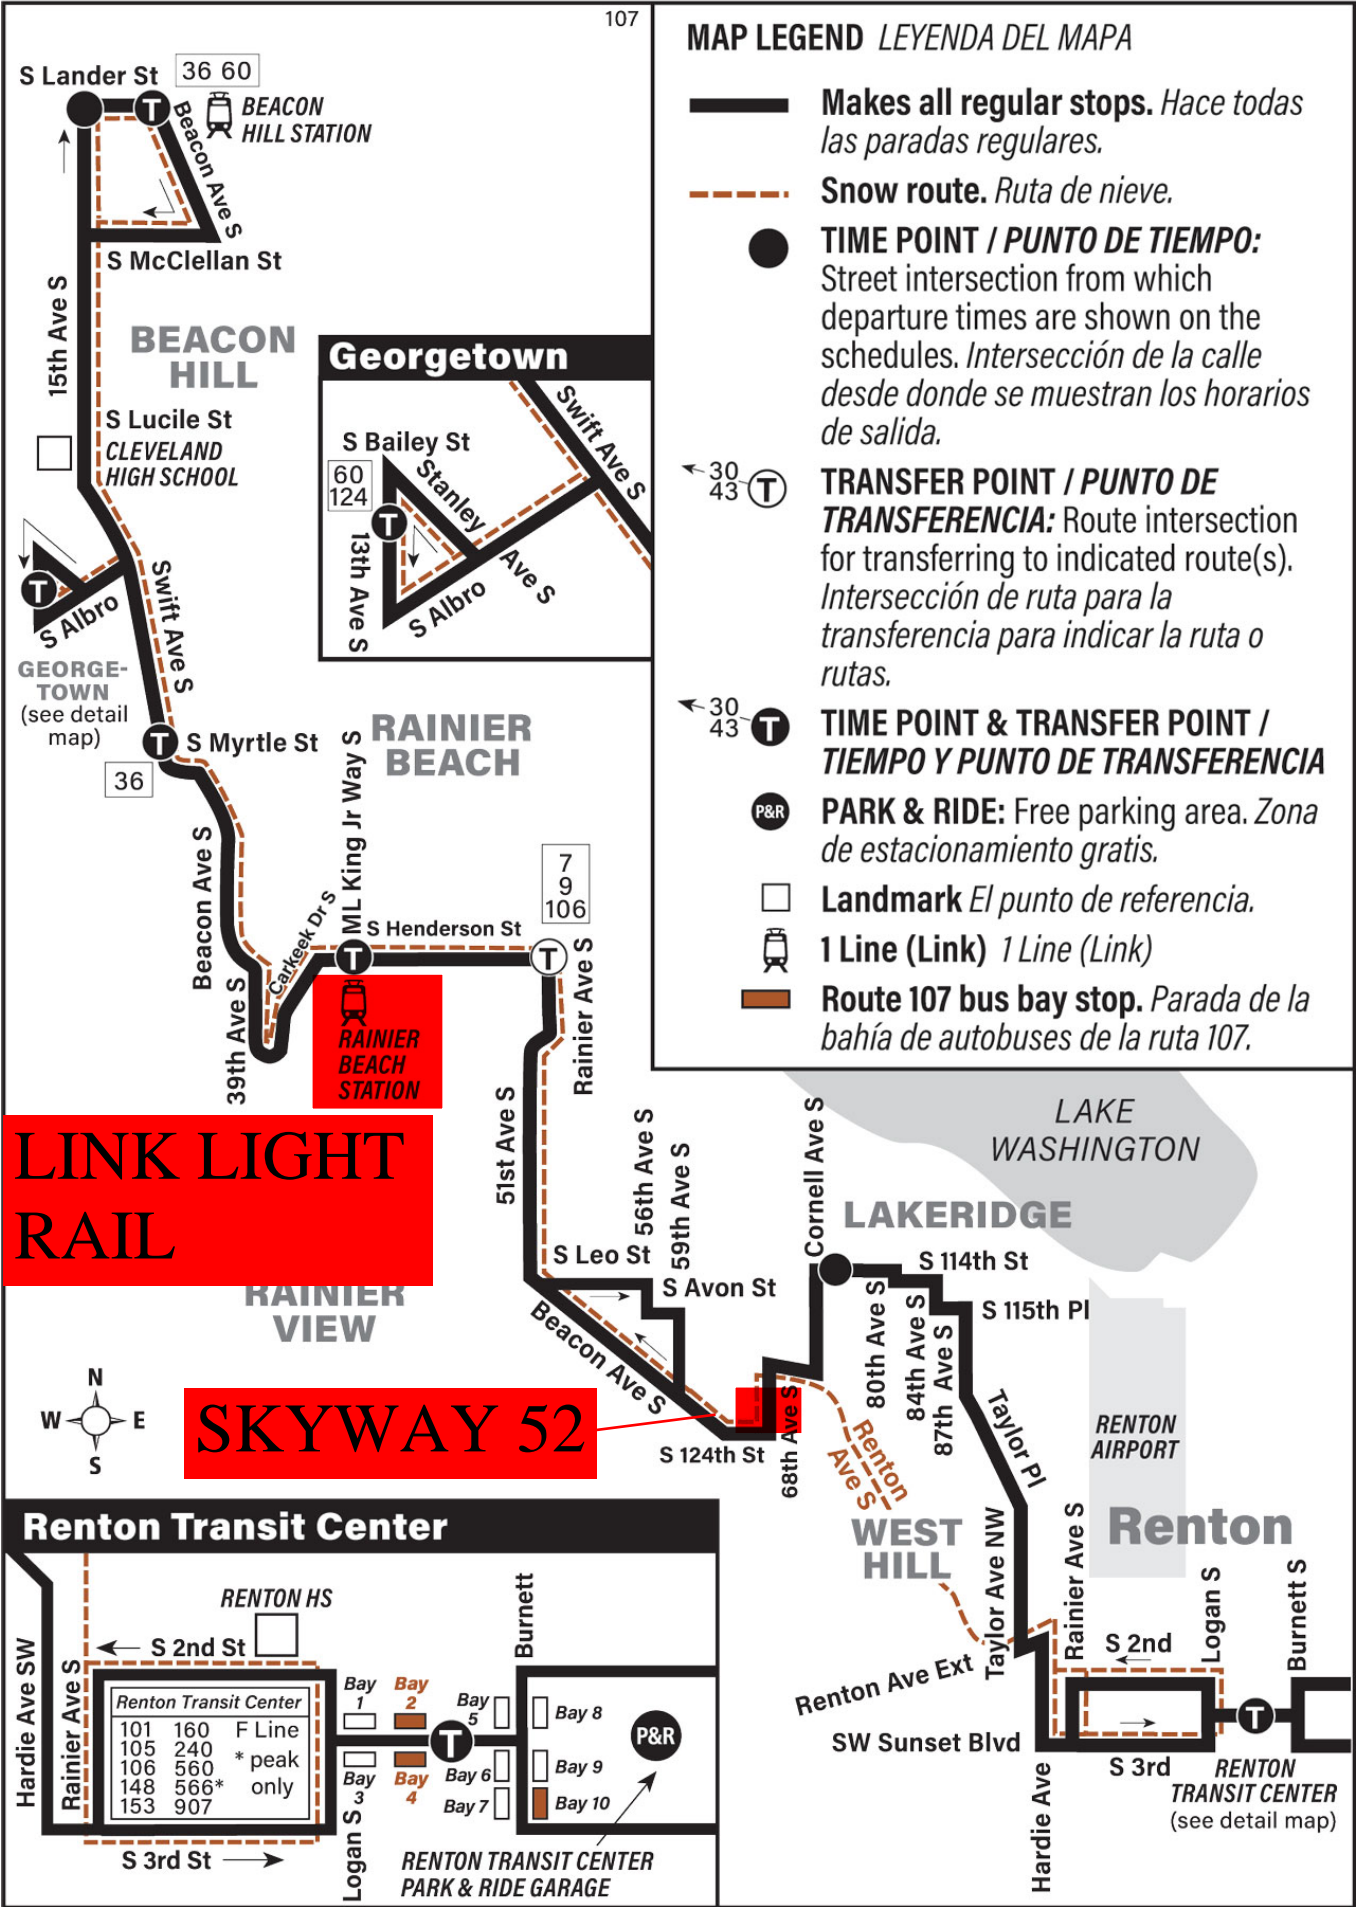 107
S Lander St
36 60
BEACON
HILL STATION
Beacon Ave S
S McClellan St
15th Ave S
BEACON
HILL
S Lucile St
CLEVELAND
HIGH SCHOOL
T
S Albro
Swift Ave S
GEORGE-
TOWN
(see detail
map)
T
S Myrtle St
36
Georgetown
Swift Ave S
S Bailey St
60
124
Stanley
Ave S
T
13th Ave S
S Albro
RAINIER
BEACH
Beacon Ave S
39th Ave S
Carkeek Dr S
ML King Jr Way S
S Henderson St
7
9
106
T
T
Rainier Ave S
RAINIER
BEACH
STATION
LINK LIGHT
RAIL
51st Ave S
RAINIER
VIEW
S Leo St
56th Ave S
59th Ave S
S Avon St
Beacon Ave S
SKYWAY 52
S 124th St
68th Ave S
Cornell Ave S
LAKERIDGE
LAKE
WASHINGTON
S 114th St
S 115th Pl
80th Ave S
84th Ave S
87th Ave S
Taylor Pl
Renton
Ave S
WEST
HILL
RENTON
AIRPORT
Renton
Taylor Ave NW
Rainier Ave S
S 2nd
Logan S
Burnett S
Renton Ave Ext
SW Sunset Blvd
Hardie Ave
S 3rd
T
RENTON
TRANSIT CENTER
(see detail map)
N
W E
S
Renton Transit Center
RENTON HS
S 2nd St
Hardie Ave SW
Rainier Ave S
Renton Transit Center
101 160 F Line
105 240
106 560 * peak
148 566* only
153 907
S 3rd St
Bay
1
Bay
2
Bay
3
Bay
4
Logan S
T
Bay
5
Bay 6
Bay 7
Burnett
Bay 8
Bay 9
Bay 10
P&R
RENTON TRANSIT CENTER
PARK & RIDE GARAGE
MAP LEGEND LEYENDA DEL MAPA
Makes all regular stops. Hace todas
las paradas regulares.
Snow route. Ruta de nieve.
TIME POINT / PUNTO DE TIEMPO:
Street intersection from which
departure times are shown on the
schedules. Intersección de la calle
desde donde se muestran los horarios
de salida.
30
43 T
TRANSFER POINT / PUNTO DE
TRANSFERENCIA: Route intersection
for transferring to indicated route(s).
Intersección de ruta para la
transferencia para indicar la ruta o
rutas.
30
43 T
TIME POINT & TRANSFER POINT /
TIEMPO Y PUNTO DE TRANSFERENCIA
P&R
PARK & RIDE: Free parking area. Zona
de estacionamiento gratis.
Landmark El punto de referencia.
1 Line (Link) 1 Line (Link)
Route 107 bus bay stop. Parada de la
bahía de autobuses de la ruta 107.